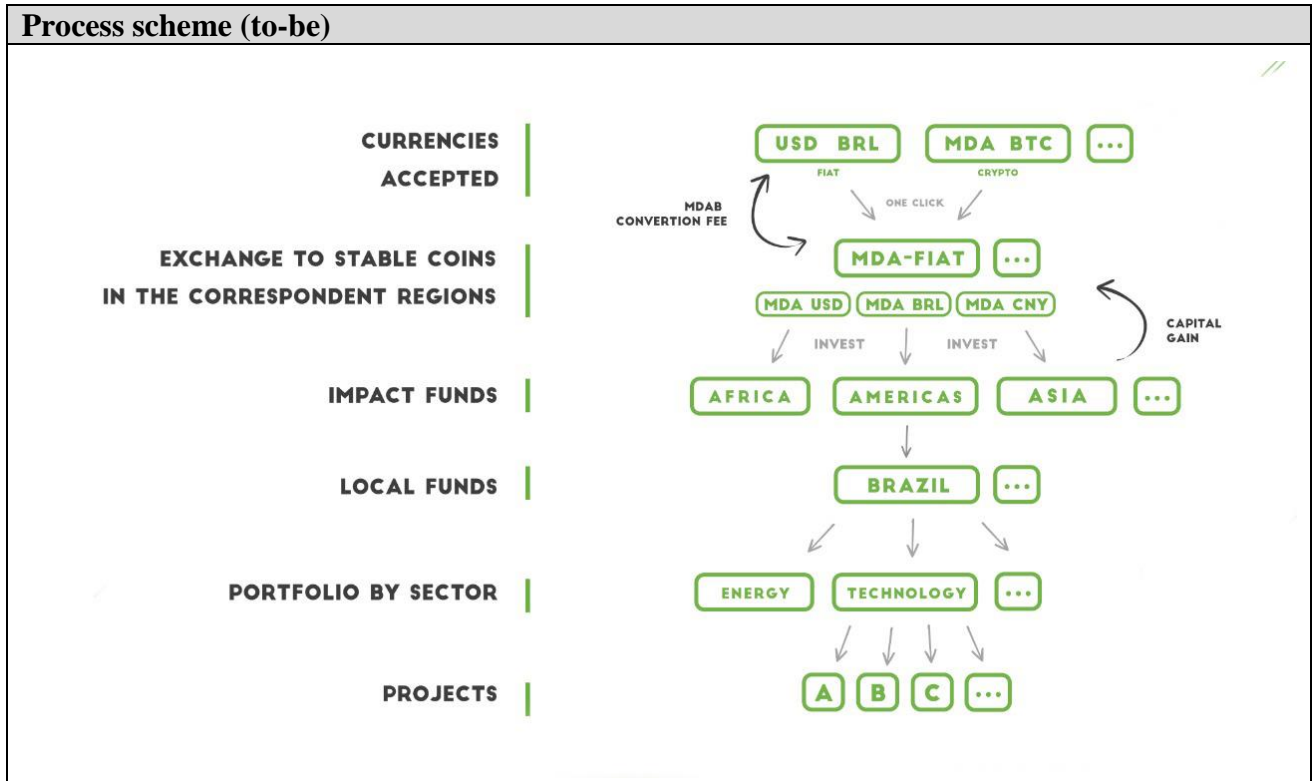 Process scheme (to-be)
CURRENCIES
ACCEPTED
USD BRL
MDA BTC
...
FIAT
CRYPTO
ONE CLICK
MDAB
CONVERTION FEE
EXCHANGE TO STABLE COINS
IN THE CORRESPONDENT REGIONS
MDA-FIAT
...
MDA USD
MDA BRL
MDA CNY
INVEST
INVEST
CAPITAL
GAIN
IMPACT FUNDS
AFRICA
AMERICAS
ASIA
...
LOCAL FUNDS
BRAZIL
...
PORTFOLIO BY SECTOR
ENERGY
TECHNOLOGY
...
PROJECTS
A
B
C
...